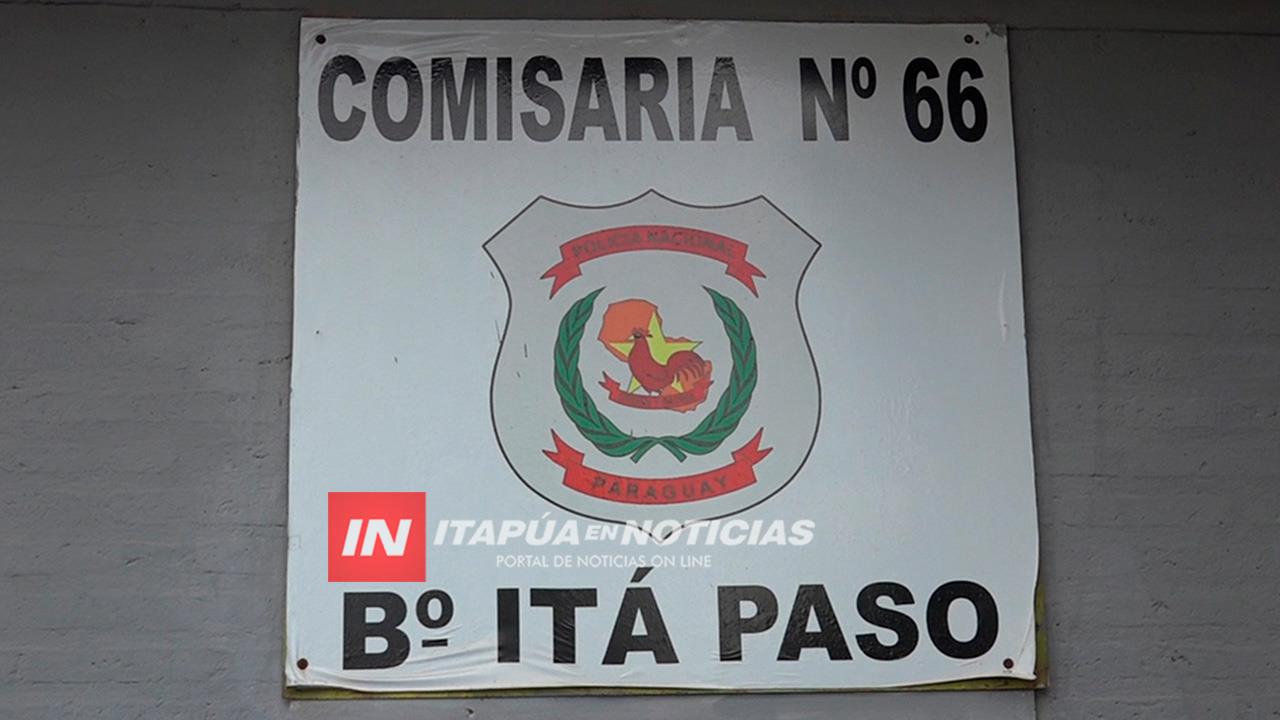 COMISARIA Nº 66
POLICIA NACIONAL
PARAGUAY
IN ITAPÚA EN NOTICIAS
PORTAL DE NOTICIAS ON LINE
Bº ITÁ PASO